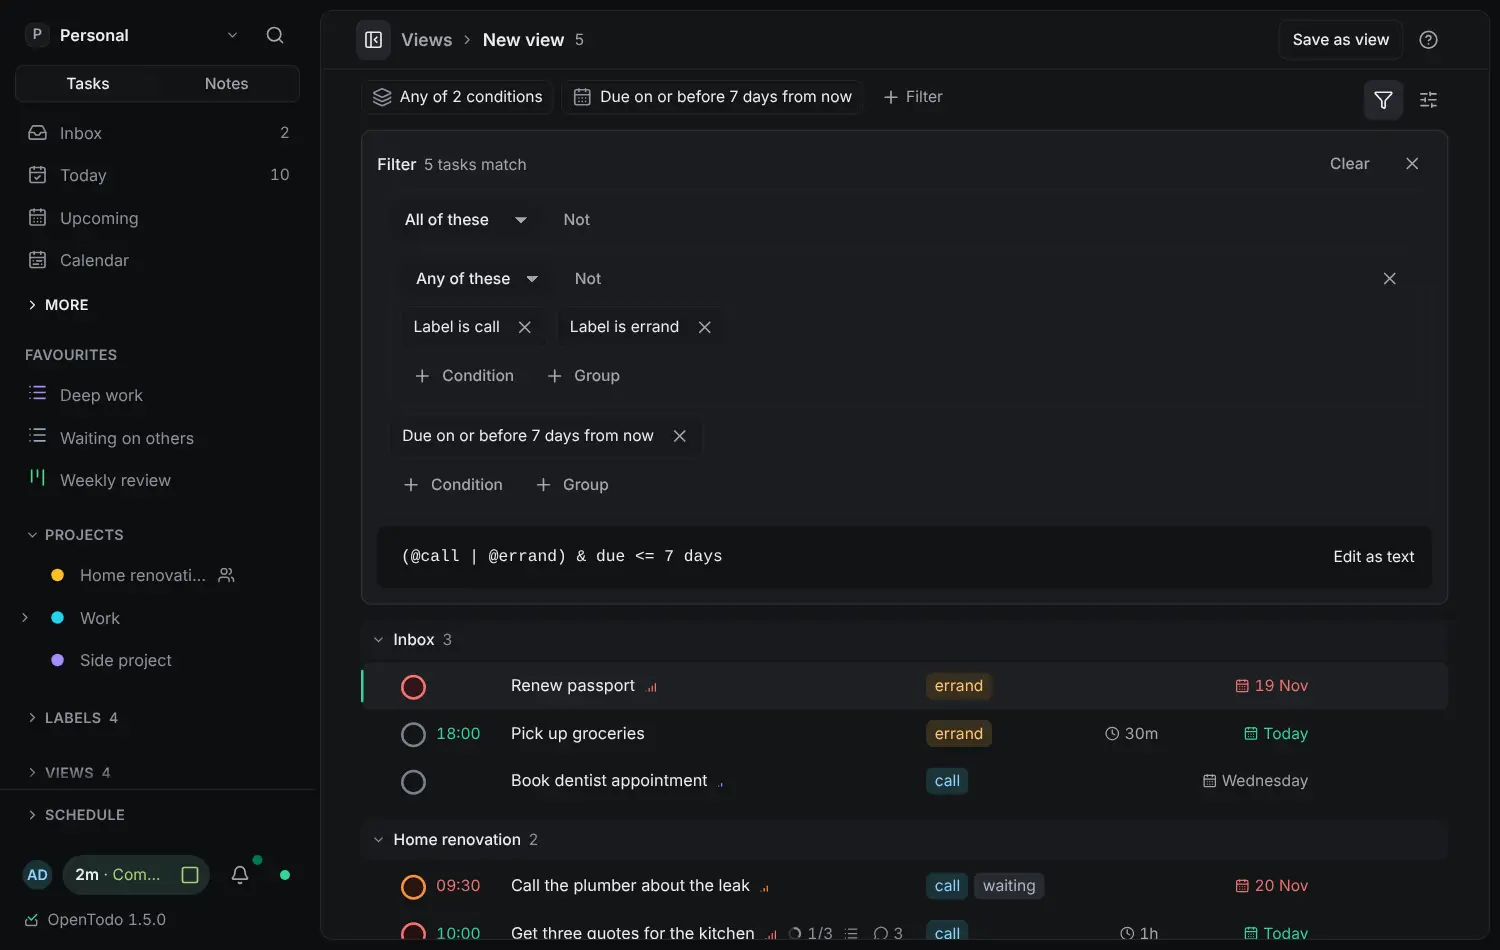 P Personal
Tasks Notes
Inbox 2
Today 10
Upcoming
Calendar
MORE
FAVOURITES
Deep work
Waiting on others
Weekly review
PROJECTS
Home renovati...
Work
Side project
LABELS 4
VIEWS 4
SCHEDULE
AD 2m · Com...
OpenTodo 1.5.0
Views > New view 5
Save as view
Any of 2 conditions
Due on or before 7 days from now
+ Filter
Filter 5 tasks match
Clear
All of these Not
Any of these Not
Label is call Label is errand
+ Condition + Group
Due on or before 7 days from now
+ Condition + Group
(@call | @errand) & due <= 7 days
Edit as text
Inbox 3
Renew passport errand 19 Nov
18:00 Pick up groceries errand 30m Today
Book dentist appointment call Wednesday
Home renovation 2
09:30 Call the plumber about the leak call waiting 20 Nov
10:00 Get three quotes for the kitchen 1/3 3 call 1h Today